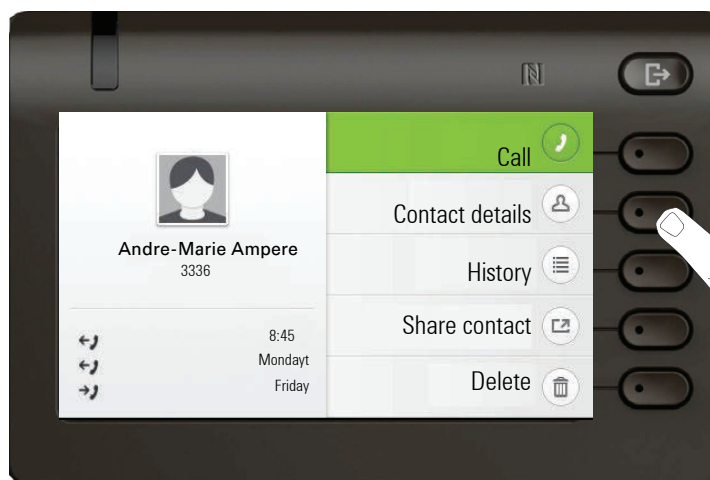 Andre-Marie Ampere
3336
8:45
Mondayt
Friday
Call
Contact details
History
Share contact
Delete